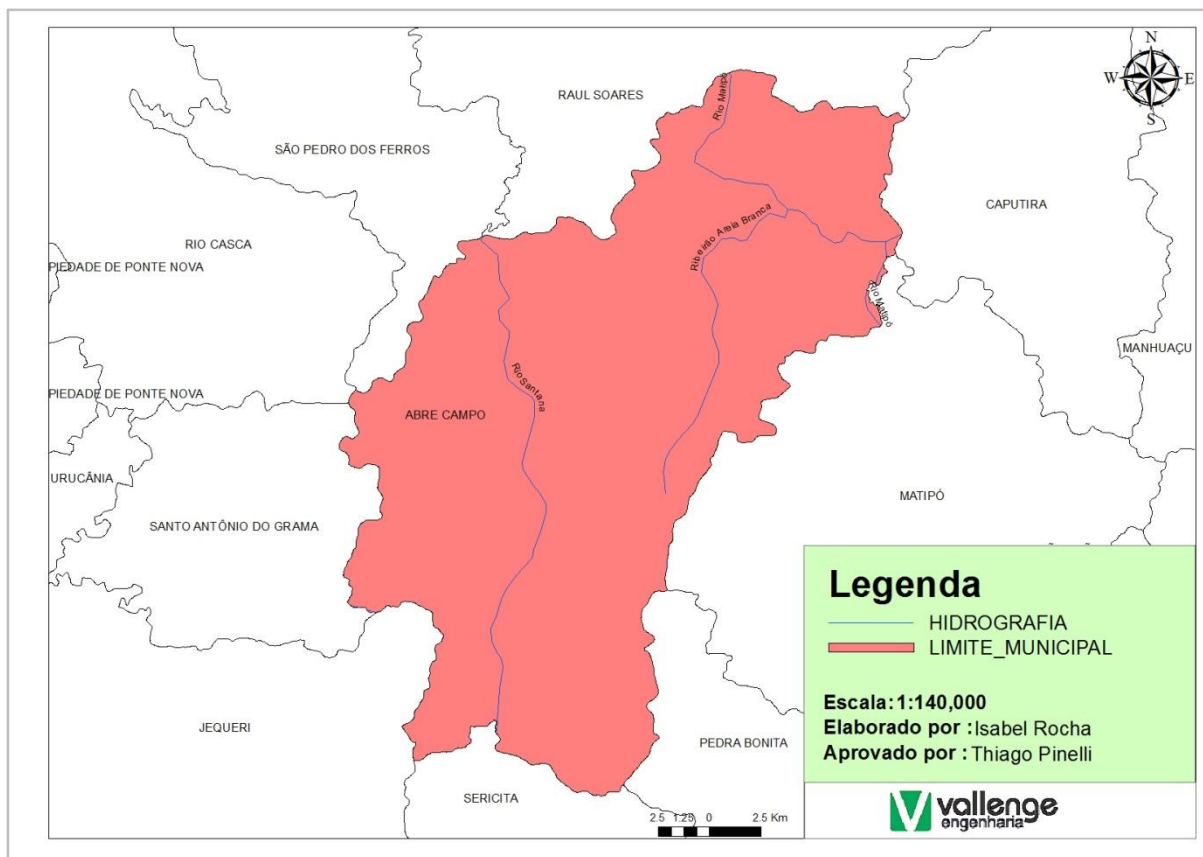 N
W E
S
RAUL SOARES
Rio Matipó
SÃO PEDRO DOS FERROS
CAPUTIRA
Ribeirão Areia Branca
RIO CASCA
PIEDADE DE PONTE NOVA
Rio Matipó
MANHUAÇU
PIEDADE DE PONTE NOVA
Rio Santana
ABRE CAMPO
URUCÂNIA
MATIPÓ
SANTO ANTÔNIO DO GRAMA
JEQUERI
PEDRA BONITA
SERICITA
Legenda
HIDROGRAFIA
LIMITE_MUNICIPAL
Escala:1:140,000
Elaborado por : Isabel Rocha
Aprovado por : Thiago Pinelli
2.5 1.25 0 2.5 Km
vallenge
engenharia